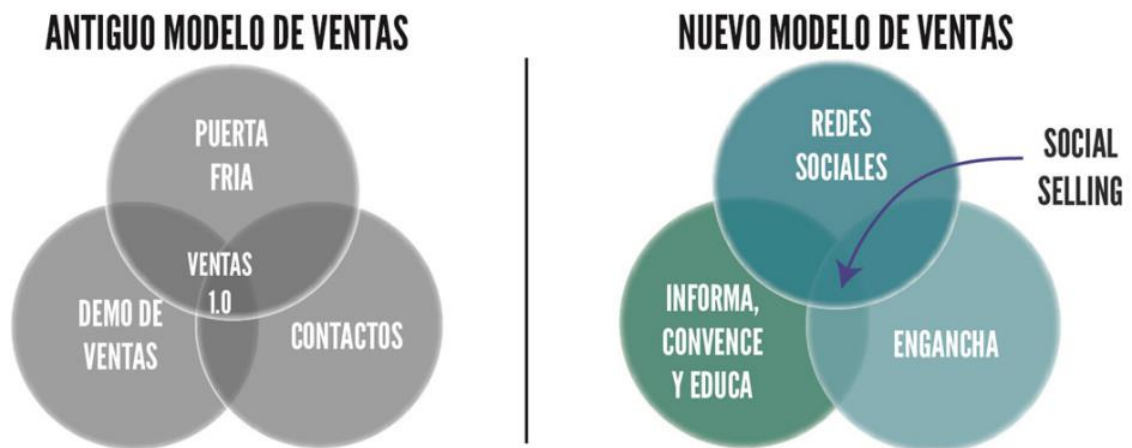 ANTIGUO MODELO DE VENTAS
PUERTA
FRIA
VENTAS
1.0
DEMO DE
VENTAS
CONTACTOS
NUEVO MODELO DE VENTAS
REDES
SOCIALES
SOCIAL
SELLING
INFORMA,
CONVENCE
Y EDUCA
ENGANCHA